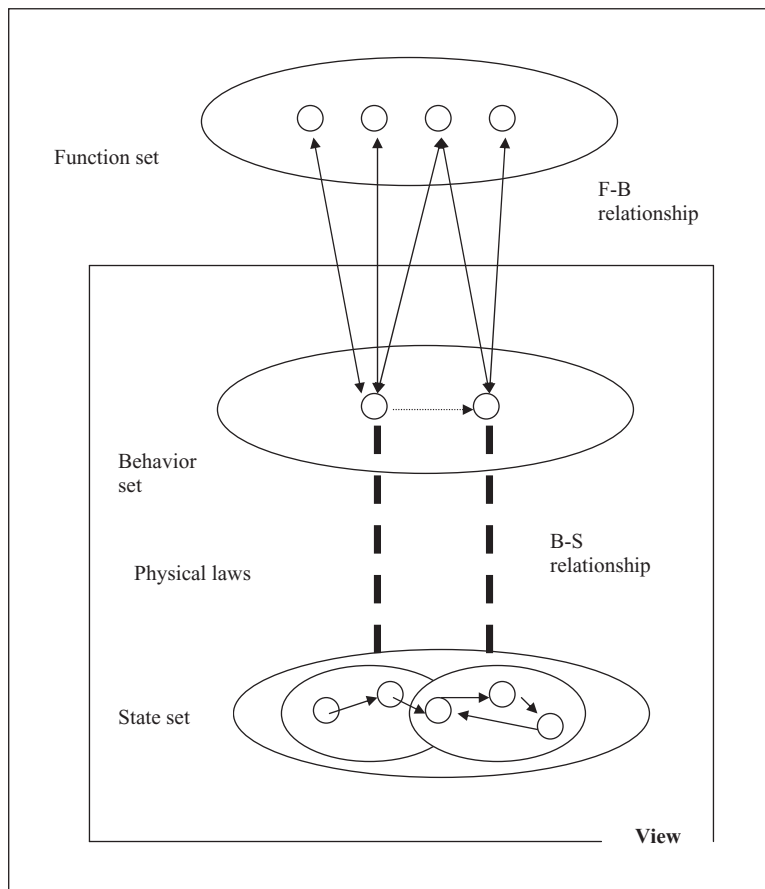 Function set
F-B
relationship
Behavior
set
B-S
relationship
Physical laws
State set
View